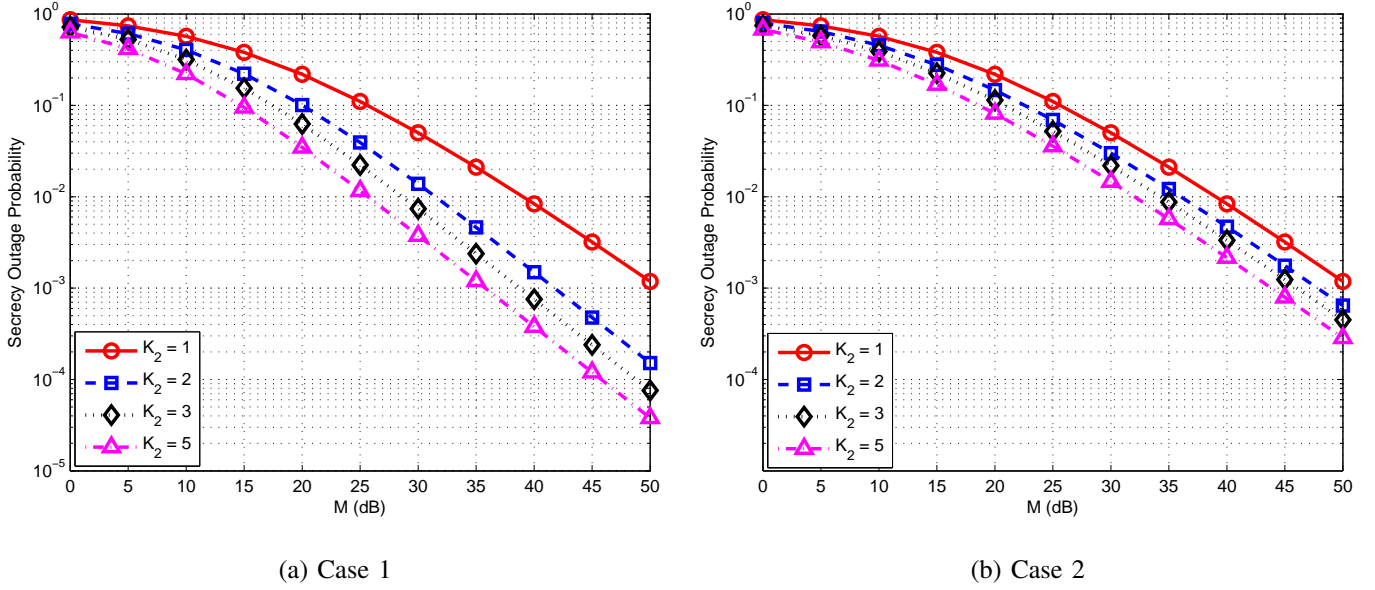 10^0
10^-1
10^-2
10^-3
10^-4
10^-5
Secrecy Outage Probability
K_2 = 1
K_2 = 2
K_2 = 3
K_2 = 5
0 5 10 15 20 25 30 35 40 45 50
M (dB)
(a) Case 1
10^0
10^-1
10^-2
10^-3
10^-4
Secrecy Outage Probability
K_2 = 1
K_2 = 2
K_2 = 3
K_2 = 5
0 5 10 15 20 25 30 35 40 45 50
M (dB)
(b) Case 2